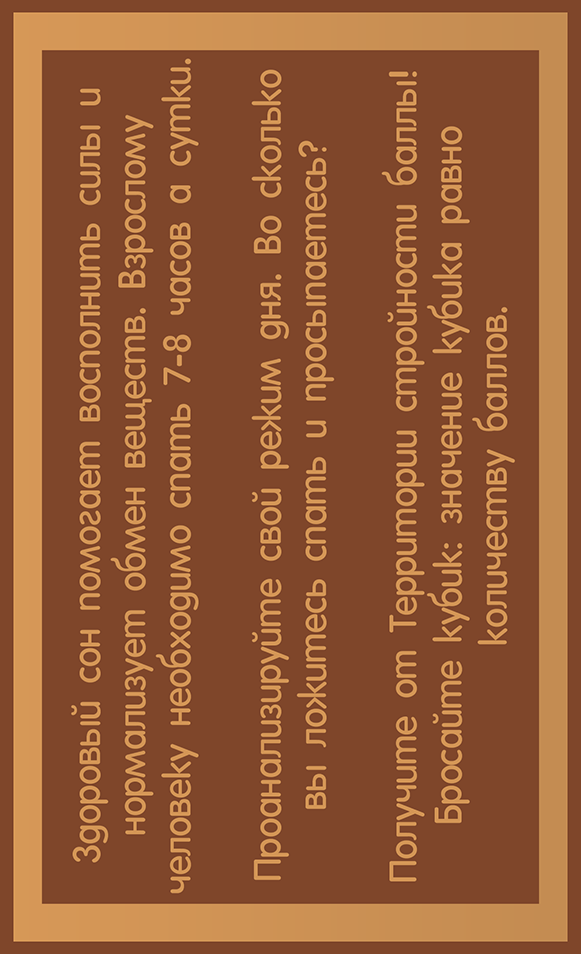 Здоровый сон помогает восполнить силы и
нормализует обмен веществ. Взрослому
человеку необходимо спать 7-8 часов а сутки.
Проанализируйте свой режим дня. Во сколько
вы ложитесь спать и просыпаетесь?
Получите от Территории стройности баллы!
Бросайте кубик: значение кубика равно
количеству баллов.